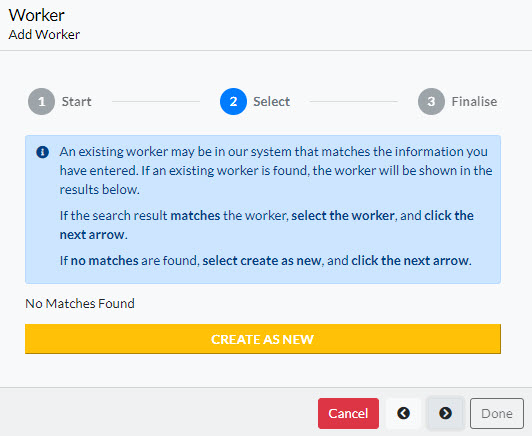 Worker
Add Worker
1 Start 2 Select 3 Finalise
An existing worker may be in our system that matches the information you
have entered. If an existing worker is found, the worker will be shown in the
results below.
If the search result matches the worker, select the worker, and click the
next arrow.
If no matches are found, select create as new, and click the next arrow.
No Matches Found
CREATE AS NEW
Cancel Done